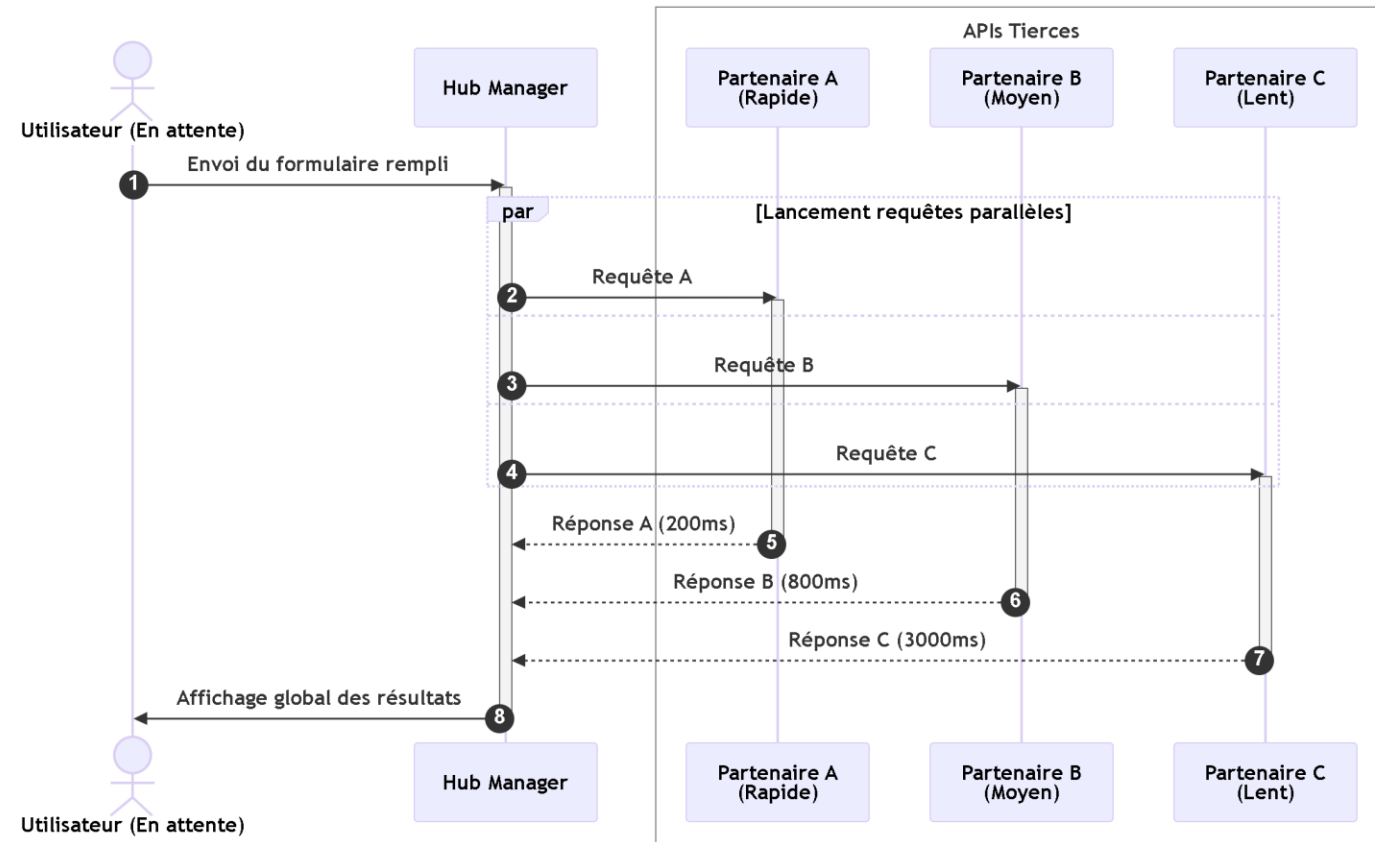 APIs Tierces
Utilisateur (En attente)
Hub Manager
Partenaire A
(Rapide)
Partenaire B
(Moyen)
Partenaire C
(Lent)
1
Envoi du formulaire rempli
par
[Lancement requêtes parallèles]
2
Requête A
3
Requête B
4
Requête C
Réponse A (200ms)
5
Réponse B (800ms)
6
Réponse C (3000ms)
7
Affichage global des résultats
8
Utilisateur (En attente)
Hub Manager
Partenaire A
(Rapide)
Partenaire B
(Moyen)
Partenaire C
(Lent)